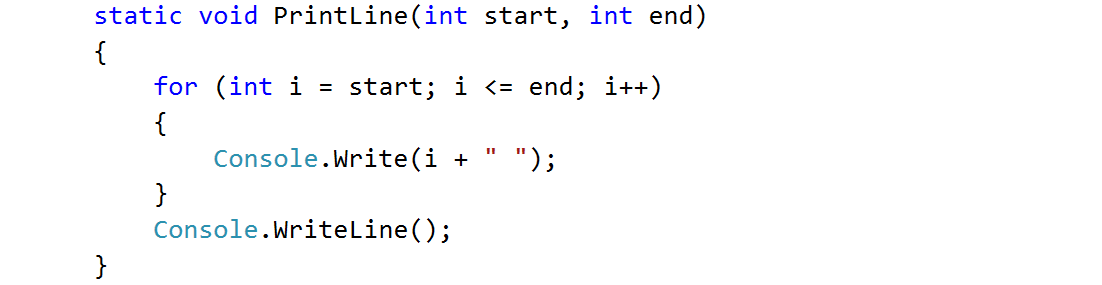 static void PrintLine(int start, int end)
{
    for (int i = start; i <= end; i++)
    {
        Console.Write(i + " ");
    }
    Console.WriteLine();
}